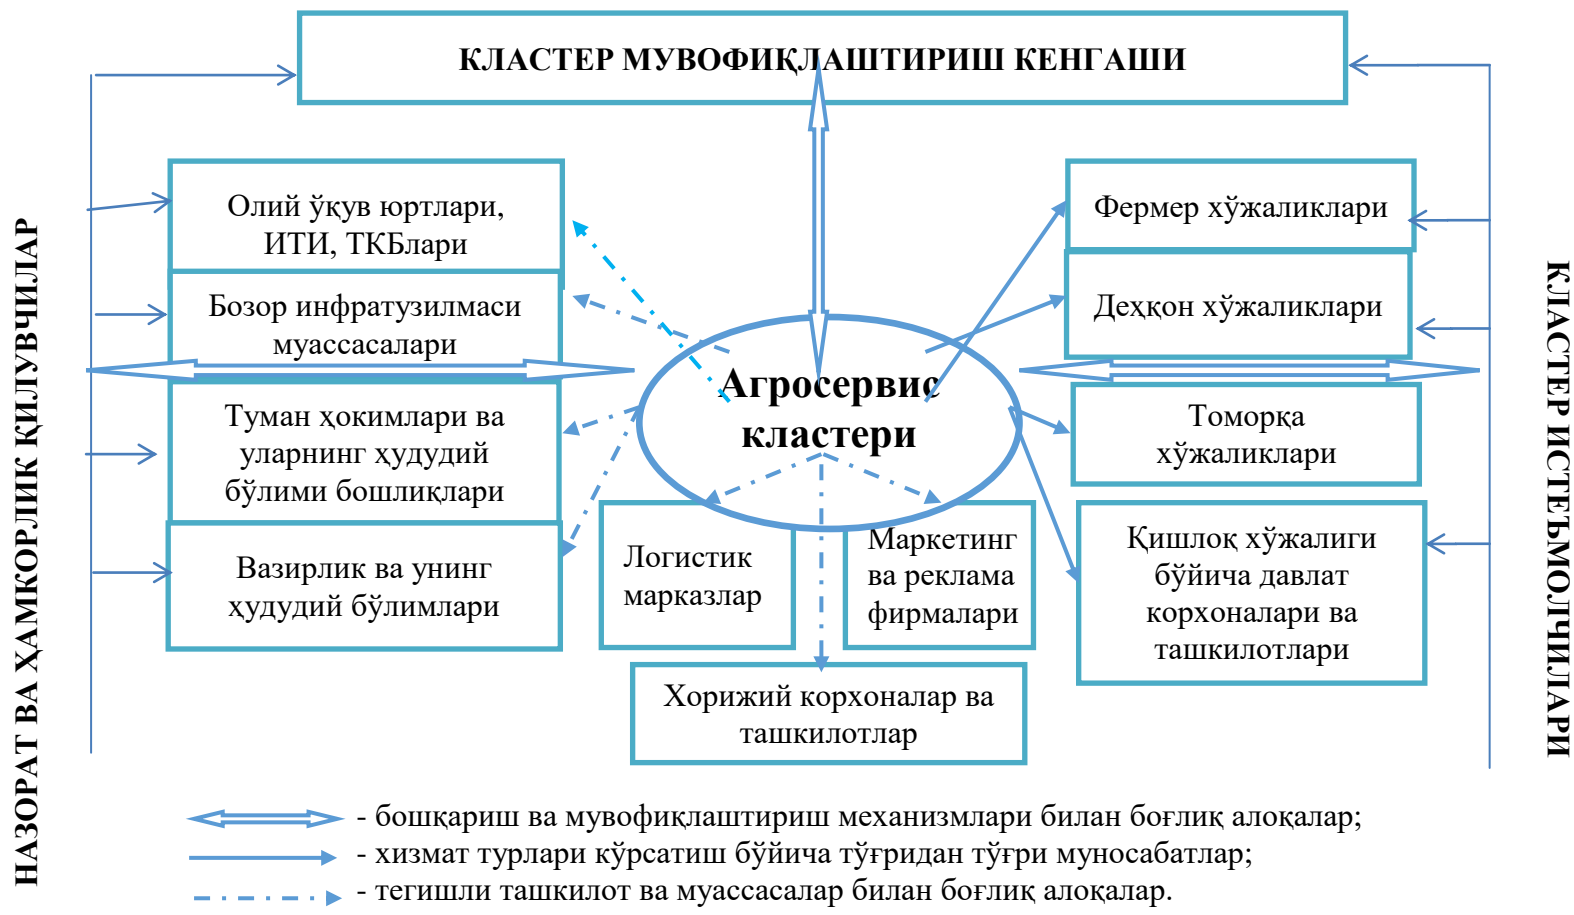 КЛАСТЕР МУВОФИҚЛАШТИРИШ КЕНГАШИ
НАЗОРАТ ВА ҲАМКОРЛИК ҚИЛУВЧИЛАР
Олий ўқув юртлари,
ИТИ, ТКБлари
Бозор инфратузилмаси
муассасалари
Туман ҳокимлари ва
уларнинг ҳудудий
бўлими бошлиқлари
Вазирлик ва унинг
ҳудудий бўлимлари
Агросервис
кластери
Логистик
марказлар
Маркетинг
ва реклама
фирмалари
Хорижий корхоналар ва
ташкилотлар
Фермер хўжаликлари
Деҳқон хўжаликлари
Томорқа
хўжаликлари
Қишлоқ хўжалиги
бўйича давлат
корхоналари ва
ташкилотлари
КЛАСТЕР ИСТЕЪМОЛЧИЛАРИ
- бошқариш ва мувофиқлаштириш механизмлари билан боғлиқ алоқалар;
- хизмат турлари кўрсатиш бўйича тўғридан тўғри муносабатлар;
- тегишли ташкилот ва муассасалар билан боғлиқ алоқалар.